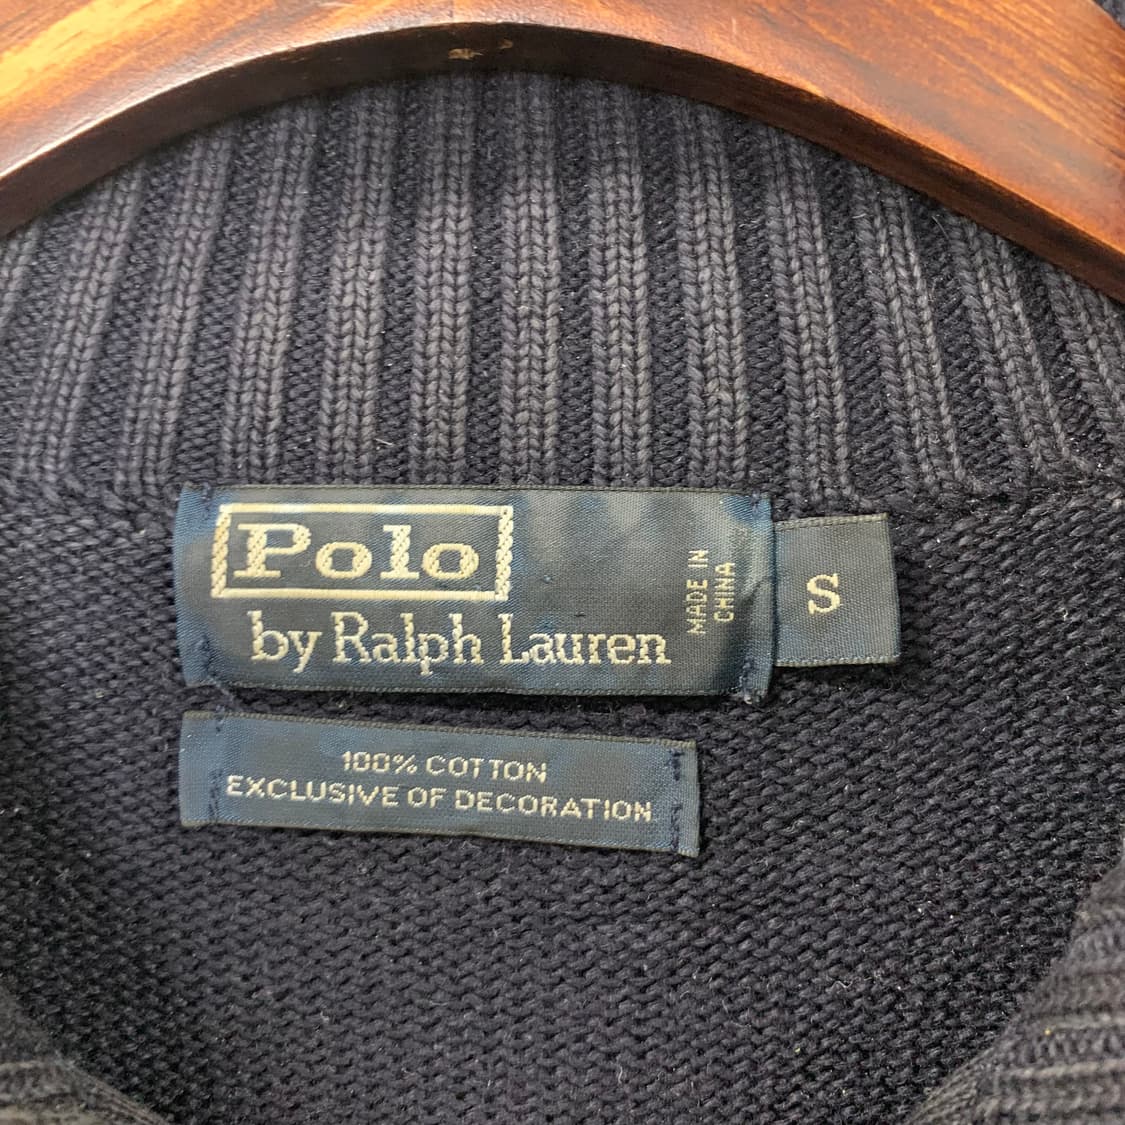 Polo
by Ralph Lauren
MADE IN
CHINA
S
100% COTTON
EXCLUSIVE OF DECORATION